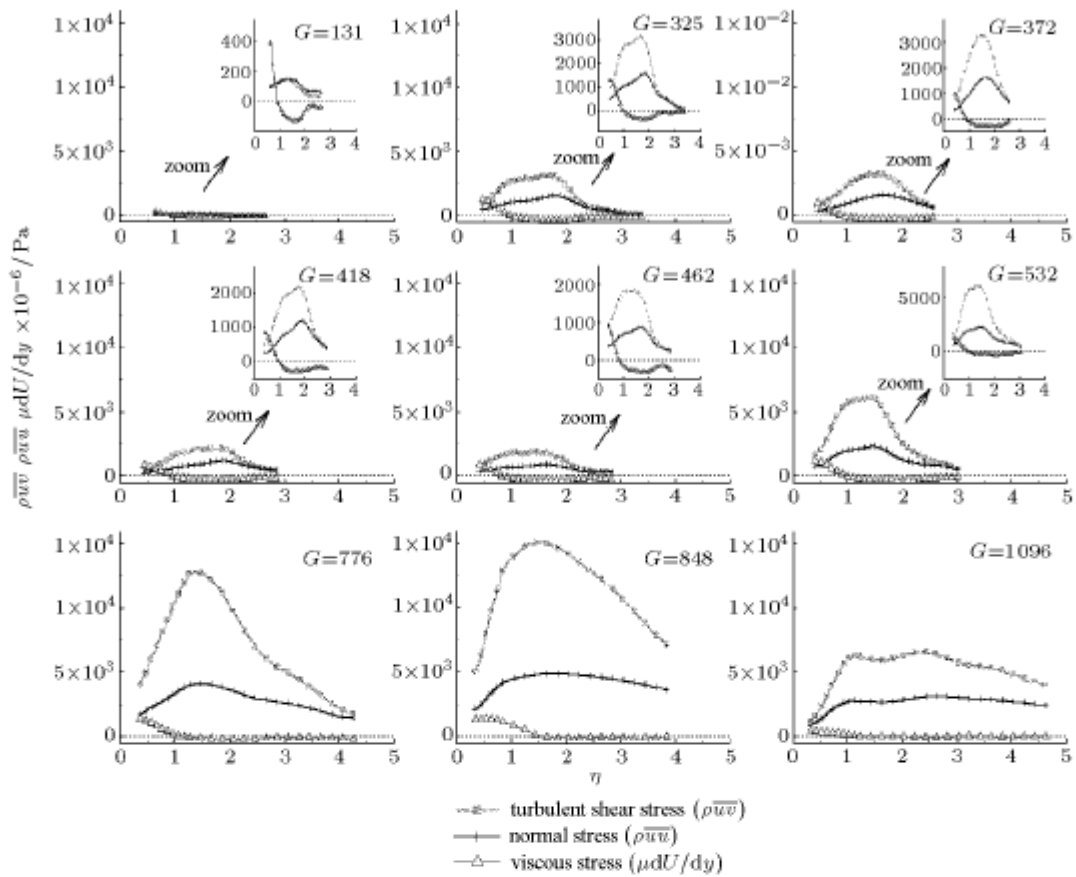 ρu̅v̅ ρu̅u̅ μdU/dy ×10⁻⁶/Pa
G=131
1×10⁴
1×10⁴
5×10³
0
400
200
0
0 1 2 3 4
zoom
0 1 2 3 4 5
G=325
1×10⁴
1×10⁴
5×10³
0
3000
2000
1000
0
0 1 2 3 4
zoom
0 1 2 3 4 5
G=372
1×10⁻²
1×10⁻²
5×10⁻³
0
3000
2000
1000
0
0 1 2 3 4
zoom
0 1 2 3 4 5
G=418
1×10⁴
1×10⁴
5×10³
0
2000
1000
0
0 1 2 3 4
zoom
0 1 2 3 4 5
G=462
1×10⁴
1×10⁴
5×10³
0
2000
1000
0
0 1 2 3 4
zoom
0 1 2 3 4 5
G=532
1×10⁴
1×10⁴
5×10³
0
5000
0
0 1 2 3 4
zoom
0 1 2 3 4 5
G=776
1×10⁴
1×10⁴
5×10³
0
0 1 2 3 4 5
G=848
1×10⁴
1×10⁴
5×10³
0
0 1 2 3 4 5
G=1096
1×10⁴
1×10⁴
5×10³
0
0 1 2 3 4 5
η
turbulent shear stress (ρu̅v̅)
normal stress (ρu̅u̅)
viscous stress (μdU/dy)